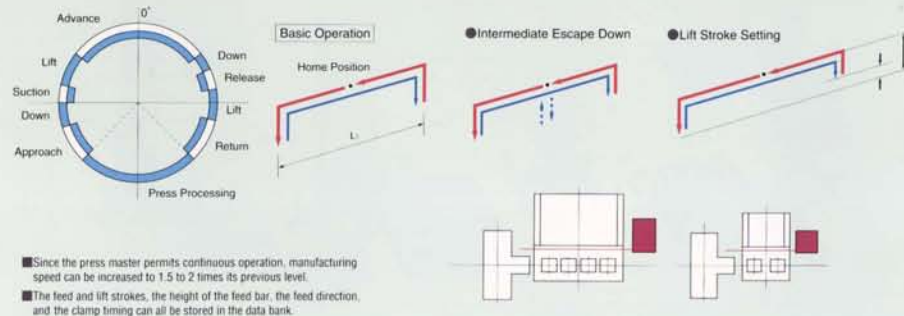 0°
Advance
Lift
Suction
Down
Approach
Down
Release
Lift
Return
Press Processing
Basic Operation
Home Position
L₁
●Intermediate Escape Down
●Lift Stroke Setting
■Since the press master permits continuous operation, manufacturing
speed can be increased to 1.5 to 2 times its previous level.
■The feed and lift strokes, the height of the feed bar, the feed direction,
and the clamp timing can all be stored in the data bank.